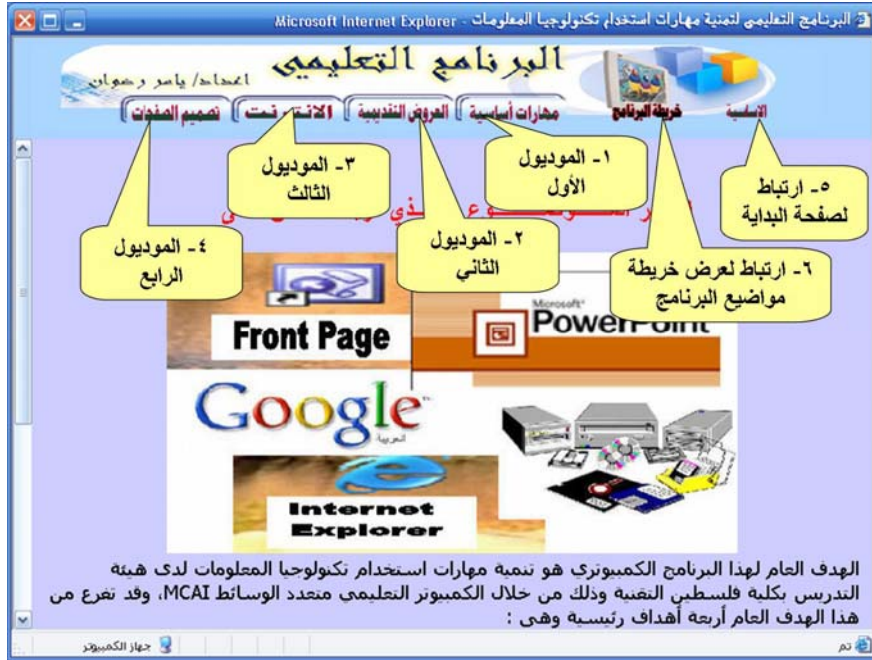 البرنامج التعليمي لتمنية مهارات استخدام تكنولوجيا المعلومات - Microsoft Internet Explorer
البرنامج التعليمى
اعداد/ ياسر رضوان
الاساسية
خريطة البرنامج
مهارات أساسية
العروض التقديمية
الانترنت
تصميم الصفحات
١- الموديول
الأول
٣- الموديول
الثالث
٥- ارتباط
لصفحة البداية
٢- الموديول
الثاني
٤- الموديول
الرابع
٦- ارتباط لعرض خريطة
مواضيع البرنامج
Front Page
Microsoft
PowerPoint
Google
العربية
Internet
Explorer
الهدف العام لهذا البرنامج الكمبيوتري هو تنمية مهارات استخدام تكنولوجيا المعلومات لدى هيئة
التدريس بكلية فلسطين التقنية وذلك من خلال الكمبيوتر التعليمي متعدد الوسائط MCAI، وقد تفرع من
هذا الهدف العام أربعة أهداف رئيسية وهى :
تم
جهاز الكمبيوتر